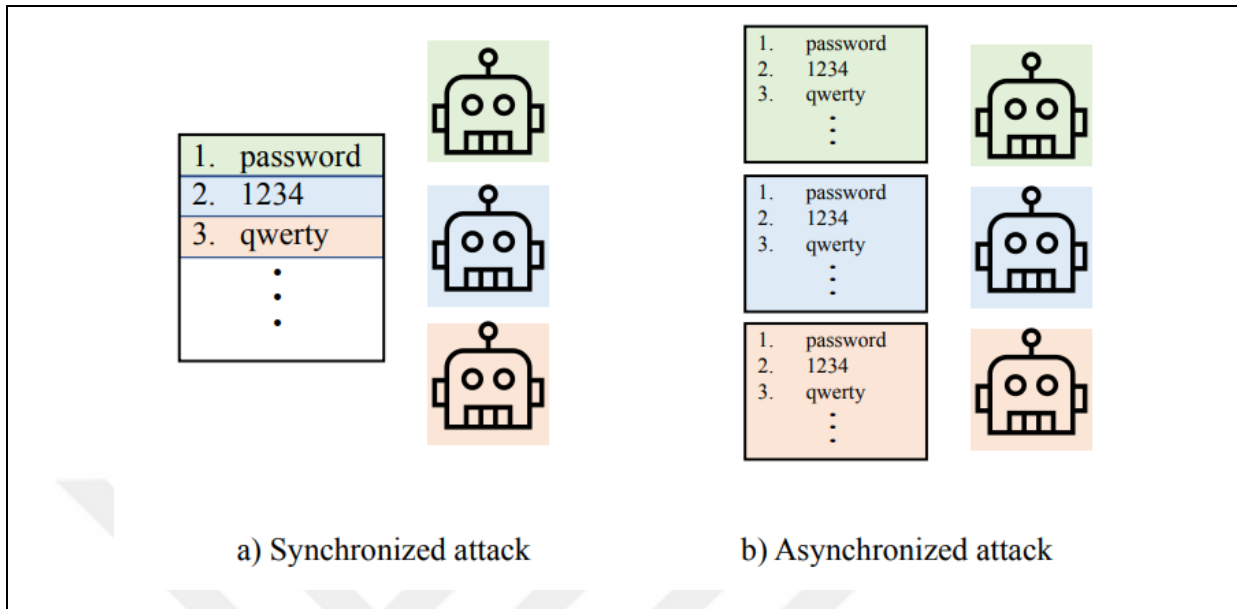 1. password
2. 1234
3. qwerty
1. password
2. 1234
3. qwerty
1. password
2. 1234
3. qwerty
1. password
2. 1234
3. qwerty
a) Synchronized attack
b) Asynchronized attack